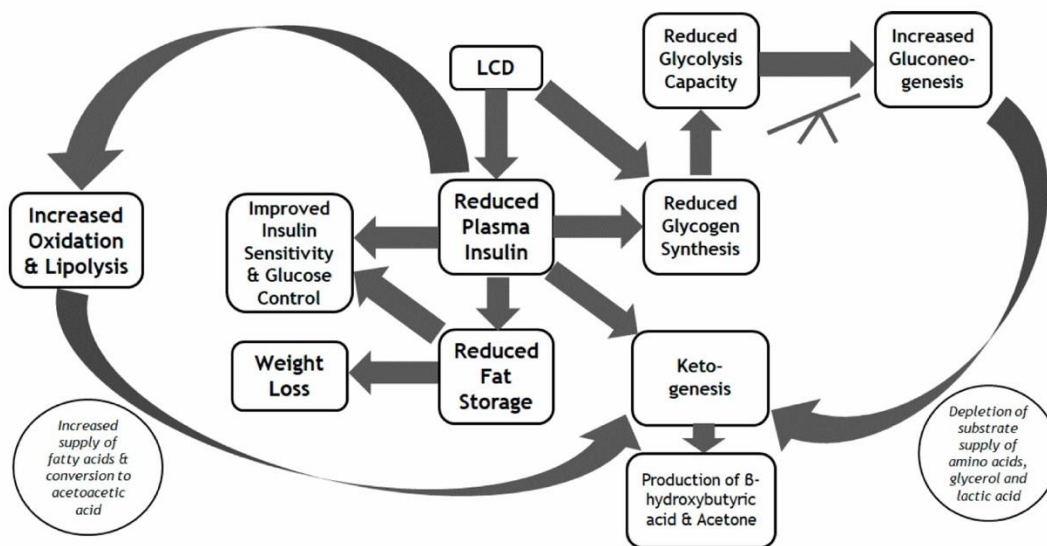 LCD
Reduced
Glycolysis
Capacity
Increased
Gluconeo-
genesis
Increased
Oxidation
& Lipolysis
Improved
Insulin
Sensitivity
& Glucose
Control
Reduced
Plasma
Insulin
Reduced
Glycogen
Synthesis
Weight
Loss
Reduced
Fat
Storage
Keto-
genesis
Increased
supply of
fatty acids &
conversion to
acetoacetic
acid
Production of ß-
hydroxybutyric
acid & Acetone
Depletion of
substrate
supply of
amino acids,
glycerol and
lactic acid